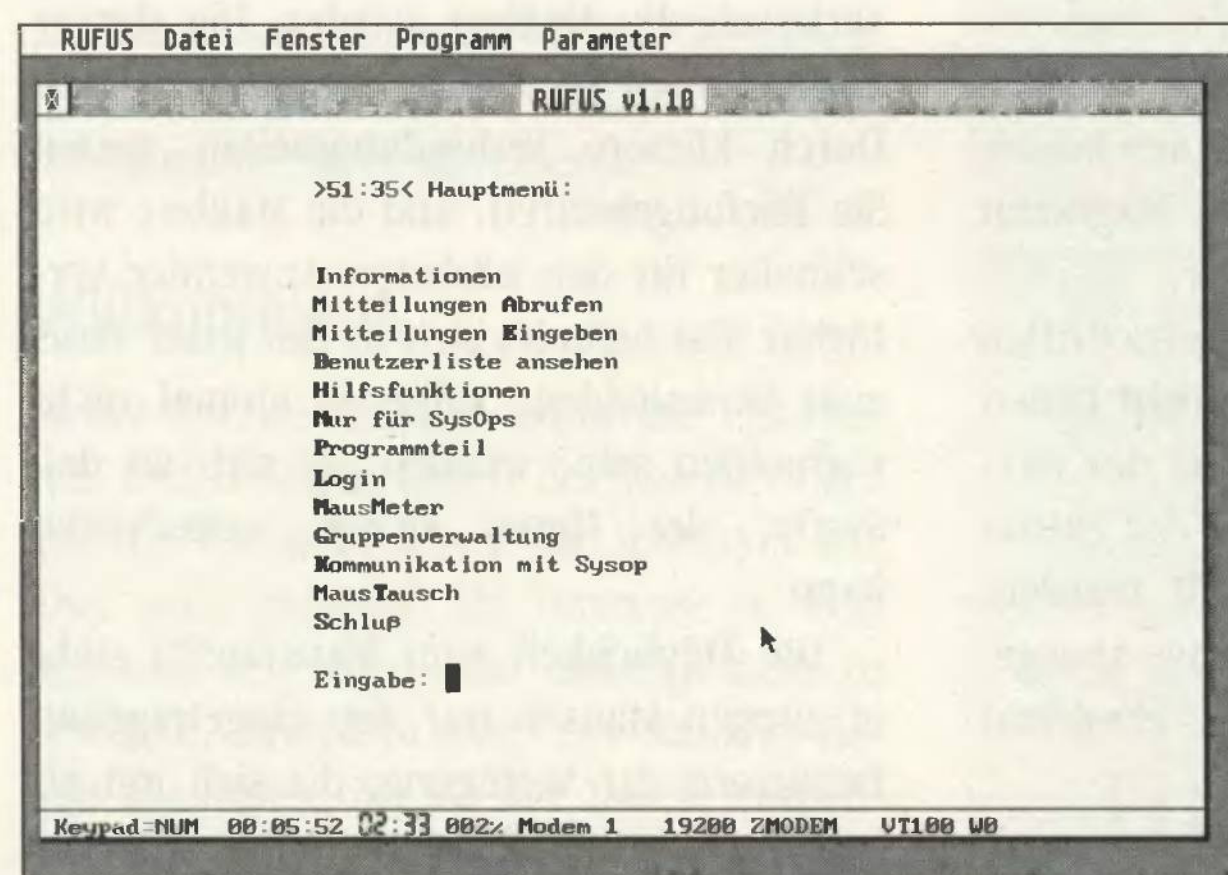 RUFUS Datei Fenster Programm Parameter
RUFUS v1.10
>51:35< Hauptmenü:
Informationen
Mitteilungen Abrufen
Mitteilungen Eingeben
Benutzerliste ansehen
Hilfsfunktionen
Nur für SysOps
Programmteil
Login
MausMeter
Gruppenverwaltung
Kommunikation mit Sysop
MausTausch
Schluß
Eingabe:
Keypad=NUM 00:05:52 02:33 002% Modem 1 19200 ZMODEM VT100 W0